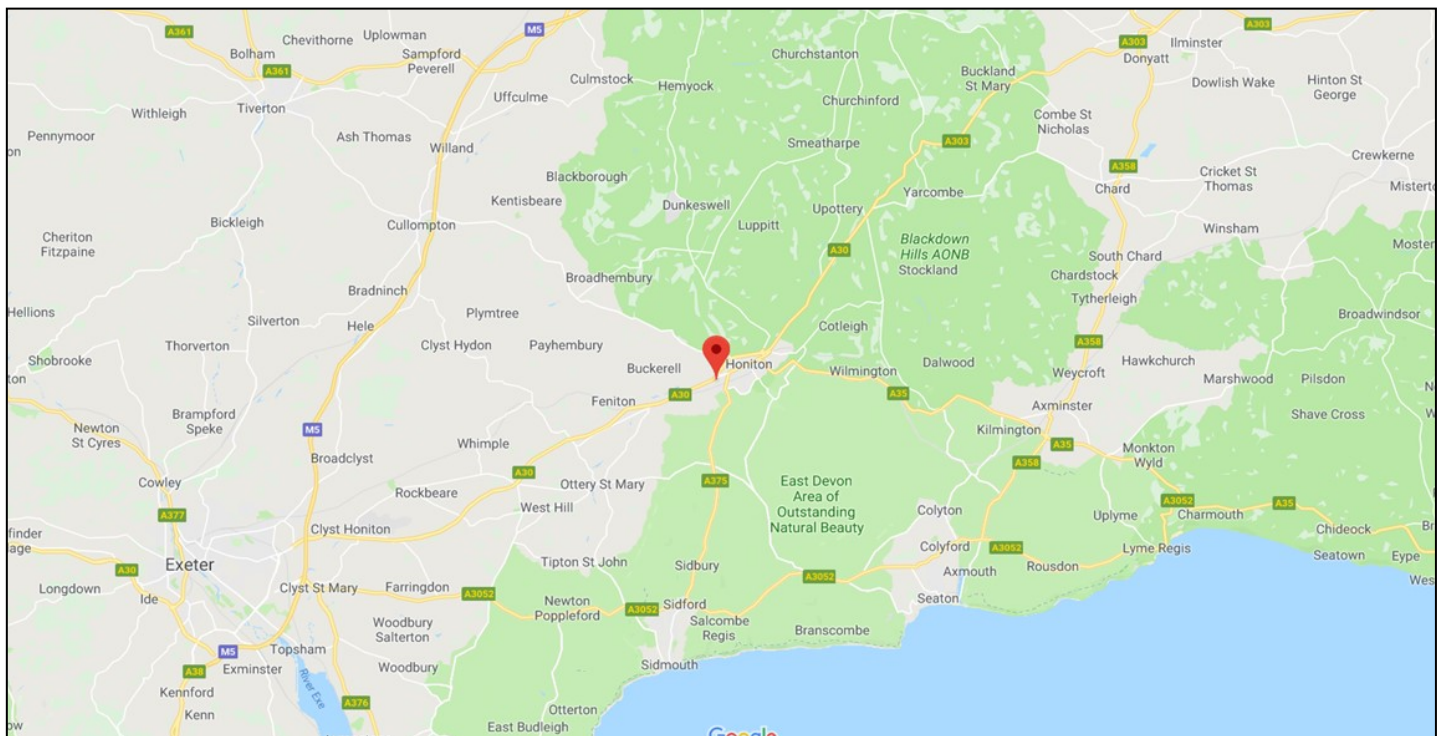 A361
Bolham
Chevithorne
Uplowman
Sampford
Peverell
M5
A361
Tiverton
Withleigh
Pennymoor
on
Ash Thomas
Willand
Uffculme
Culmstock
Hemyock
Churchstanton
Churchinford
Smeatharpe
Buckland
St Mary
A303
Ilminster
Donyatt
A303
Dowlish Wake
Hinton St
George
Combe St
Nicholas
A303
A358
Chard
Cricket St
Thomas
Crewkerne
Mistert
Winsham
Moster
Yarcombe
Upottery
Luppitt
Dunkeswell
Blackborough
Kentisbeare
Cullompton
Bickleigh
Cheriton
Fitzpaine
Blackdown
Hills AONB
Stockland
A30
South Chard
Chardstock
Tytherleigh
Broadwindsor
Broadhembury
Bradninch
Plymtree
Hellions
Silverton
Hele
Thorverton
Shobrooke
ton
Clyst Hydon
Payhembury
Buckerell
Honiton
Cotleigh
Wilmington
Dalwood
A358
Weycroft
Hawkchurch
Marshwood
Pilsdon
Shave Cross
A35
Axminster
Kilmington
A35
Monkton
Wyld
A30
Feniton
Brampford
Speke
Newton
St Cyres
M5
Broadclyst
Whimple
A30
Cowley
A377
Rockbeare
West Hill
Ottery St Mary
A375
East Devon
Area of
Outstanding
Natural Beauty
A358
Colyton
Colyford
A3052
Uplyme
A3052
Charmouth
A35
Chideock
Seatown
Eype
Lyme Regis
Rousdon
Axmouth
Seaton
A3052
Clyst Honiton
Exeter
A30
Longdown
Ide
Clyst St Mary
Farringdon
A3052
Tipton St John
Sidbury
Newton
Poppleford
A3052
Sidford
Salcombe
Regis
Branscombe
Woodbury
Salterton
Woodbury
Topsham
M5
Exminster
A38
Kennford
Kenn
River Exe
A376
Sidmouth
Otterton
East Budleigh
Google